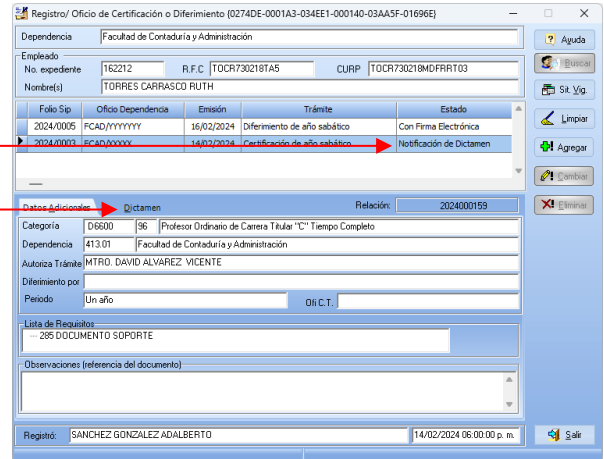 Registro/ Oficio de Certificación o Diferimiento {0274DE-0001A3-034EE1-000140-03AA5F-01696E}
Dependencia Facultad de Contaduría y Administración
Ayuda
Empleado
No. expediente 162212 R.F.C TOCR730218TA5 CURP TOCR730218MDFRRT03
Buscar
Nombre(s) TORRES CARRASCO RUTH
Sit. Vig.
Folio Sip Oficio Dependencia Emisión Trámite Estado
2024/0005 FCAD/YYYYYY 16/02/2024 Diferimiento de año sabático Con Firma Electrónica
Limpiar
2024/0003 FCAD/XXXXX 14/02/2024 Certificación de año sabático Notificación de Dictamen
Agregar
Cambiar
Datos Adicionales Dictamen Relación: 2024000159
Eliminar
Categoría D6600 96 Profesor Ordinario de Carrera Titular "C" Tiempo Completo
Dependencia 413.01 Facultad de Contaduría y Administración
Autoriza Trámite MTRO. DAVID ALVAREZ VICENTE
Diferimiento por
Periodo Un año Ofi C.T.
Lista de Requisitos
285 DOCUMENTO SOPORTE
Observaciones (referencia del documento)
Registró: SANCHEZ GONZALEZ ADALBERTO 14/02/2024 06:00:00 p. m.
Salir